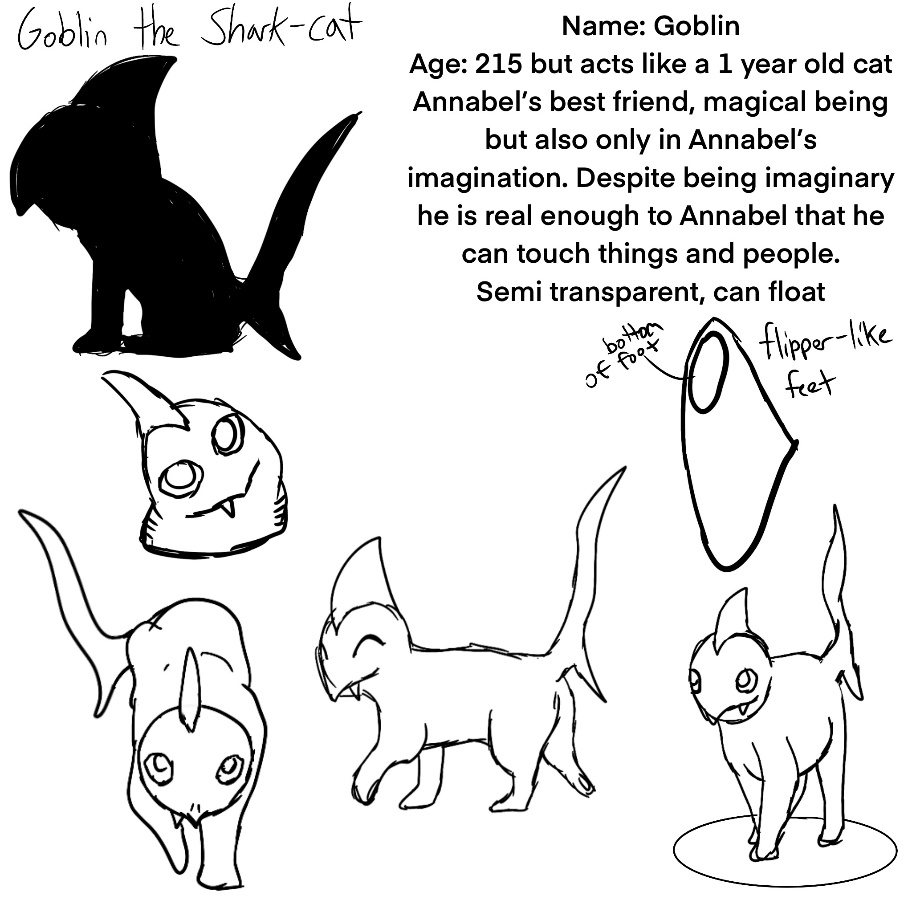 Goblin the Shark-cat
Name: Goblin
Age: 215 but acts like a 1 year old cat
Annabel’s best friend, magical being
but also only in Annabel’s
imagination. Despite being imaginary
he is real enough to Annabel that he
can touch things and people.
Semi transparent, can float
bottom
of foot
flipper-like
feet